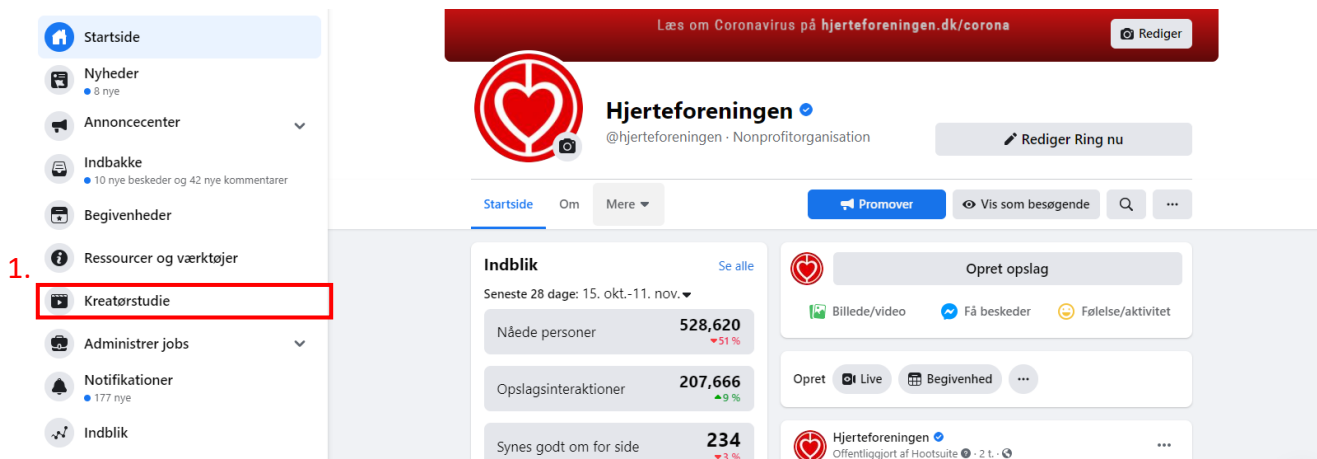 Startside
Nyheder
8 nye
Annoncecenter
Indbakke
10 nye beskeder og 42 nye kommentarer
Begivenheder
Ressourcer og værktøjer
1.
Kreatørstudie
Administrer jobs
Notifikationer
177 nye
Indblik
Læs om Coronavirus på hjerteforeningen.dk/corona
Rediger
Hjerteforeningen
@hjerteforeningen · Nonprofitorganisation
Rediger Ring nu
Startside Om Mere
Promover Vis som besøgende ...
Indblik Se alle
Seneste 28 dage: 15. okt.-11. nov.
Nåede personer 528,620
51 %
Opslagsinteraktioner 207,666
9 %
Synes godt om for side 234
3 %
Opret opslag
Billede/video Få beskeder Følelse/aktivitet
Opret Live Begivenhed ...
Hjerteforeningen ...
Offentliggjort af Hootsuite · 2 t. ·